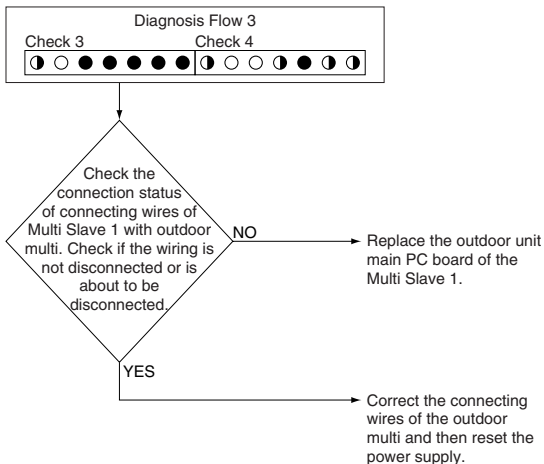 Diagnosis Flow 3
Check 3
Check 4
Check the
connection status
of connecting wires of
Multi Slave 1 with outdoor
multi. Check if the wiring is
not disconnected or is
about to be
disconnected.
NO
Replace the outdoor unit
main PC board of the
Multi Slave 1.
YES
Correct the connecting
wires of the outdoor
multi and then reset the
power supply.